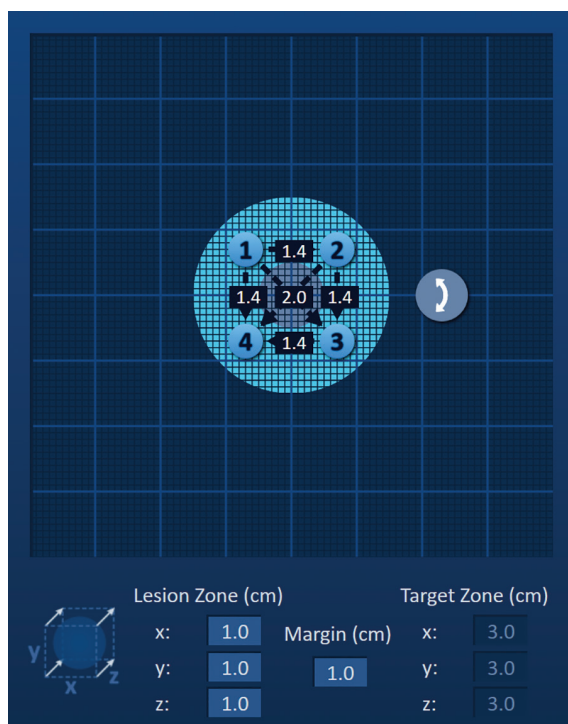 1 1.4 2
1.4 2.0 1.4
4 1.4 3
Lesion Zone (cm) Target Zone (cm)
x: 1.0 Margin (cm) x: 3.0
y y: 1.0 1.0 y: 3.0
x z z: 1.0 z: 3.0